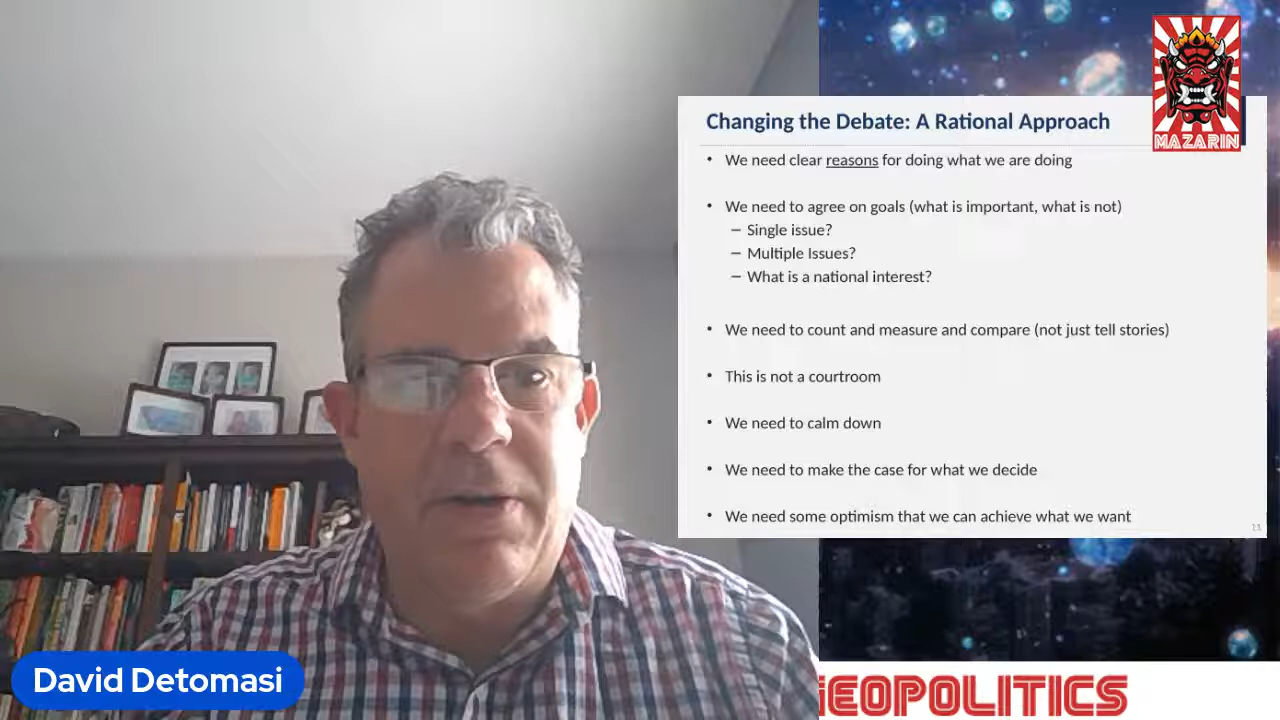 MAZARIN
Changing the Debate: A Rational Approach
• We need clear reasons for doing what we are doing
• We need to agree on goals (what is important, what is not)
– Single issue?
– Multiple Issues?
– What is a national interest?
• We need to count and measure and compare (not just tell stories)
• This is not a courtroom
• We need to calm down
• We need to make the case for what we decide
• We need some optimism that we can achieve what we want
11
David Detomasi
GEOPOLITICS